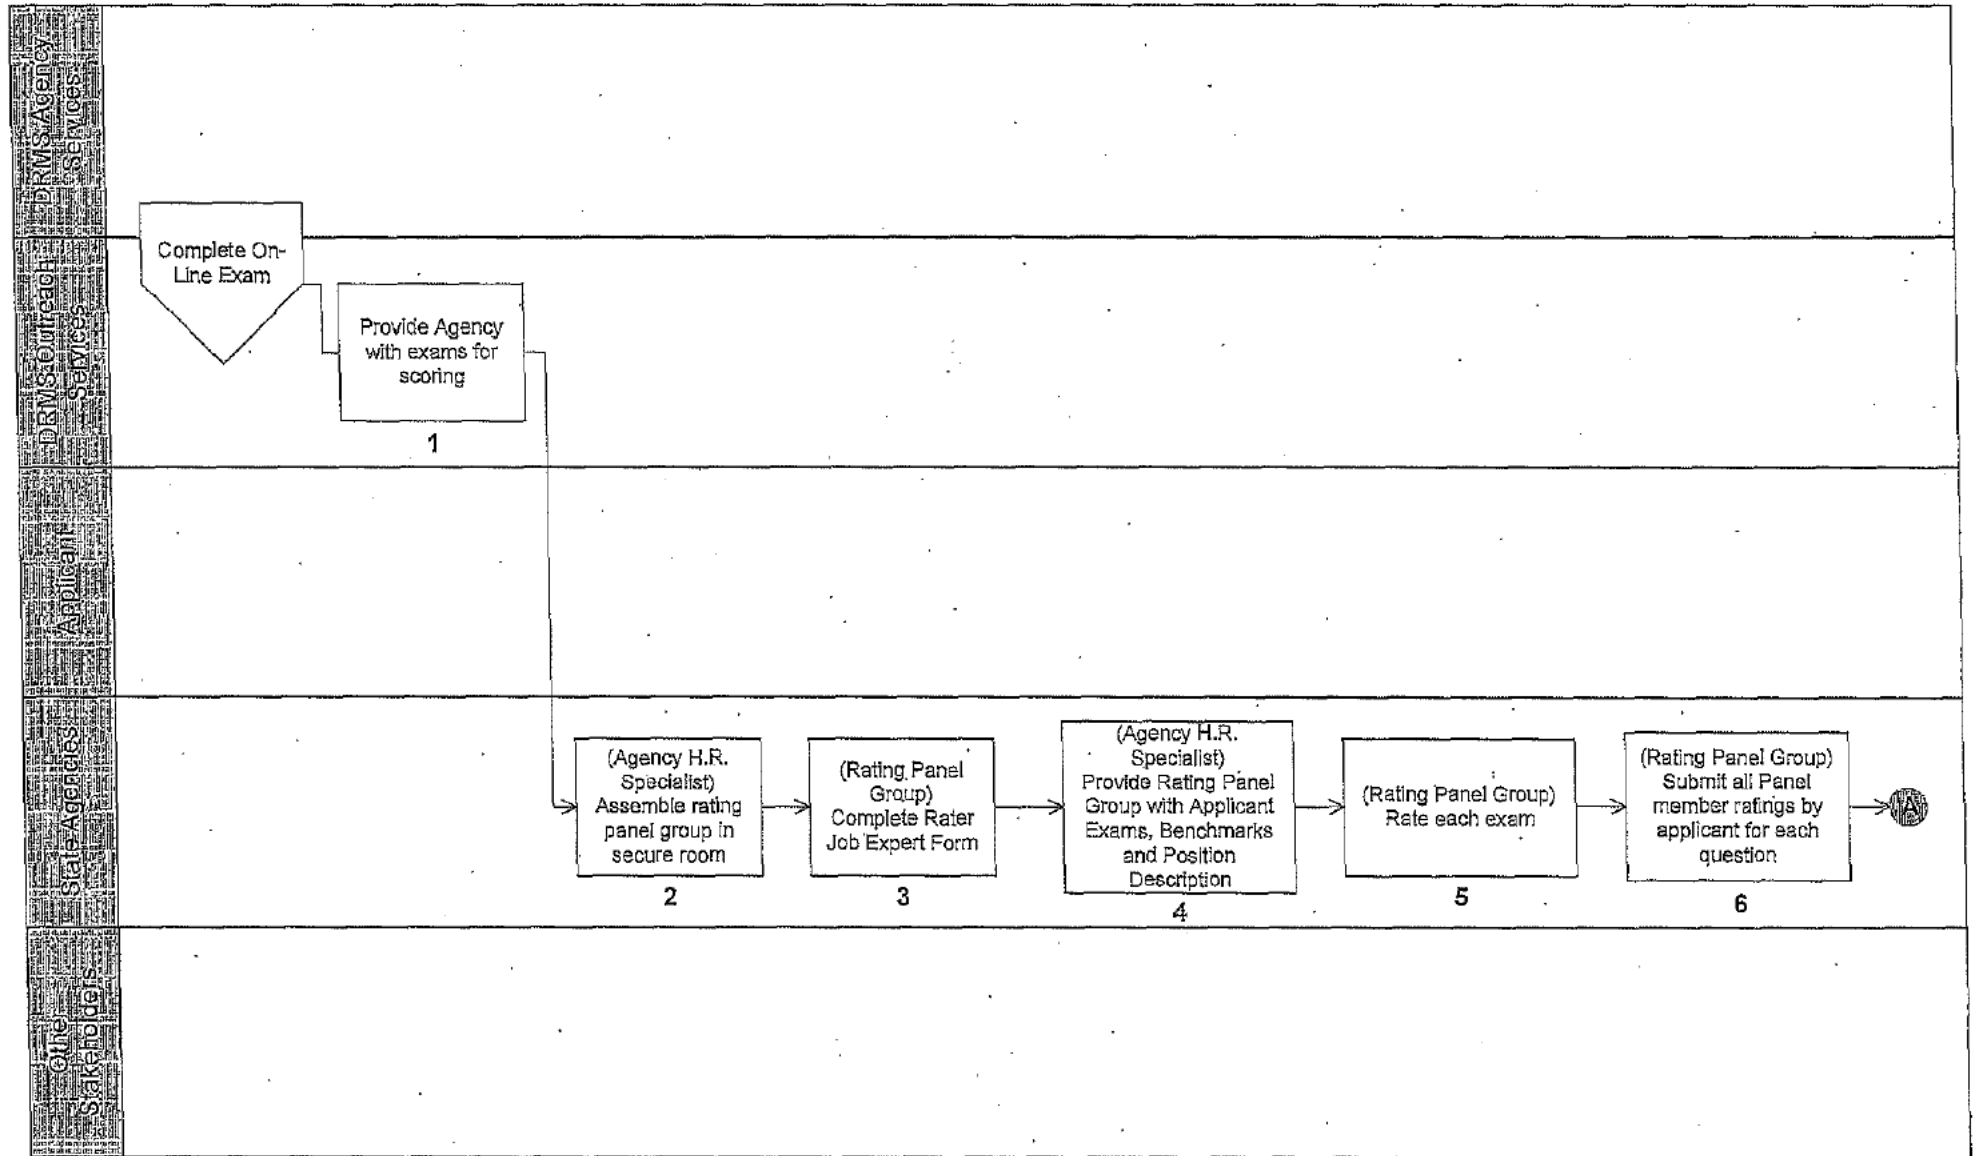 DRMS Agency
Services
DRMS Outreach
Services
Applicant
State Agencies
Other
Stakeholders
Complete On-
Line Exam
Provide Agency
with exams for
scoring
1
(Agency H.R.
Specialist)
Assemble rating
panel group in
secure room
2
(Rating Panel
Group)
Complete Rater
Job Expert Form
3
(Agency H.R.
Specialist)
Provide Rating Panel
Group with Applicant
Exams, Benchmarks
and Position
Description
4
(Rating Panel Group)
Rate each exam
5
(Rating Panel Group)
Submit all Panel
member ratings by
applicant for each
question
6
A